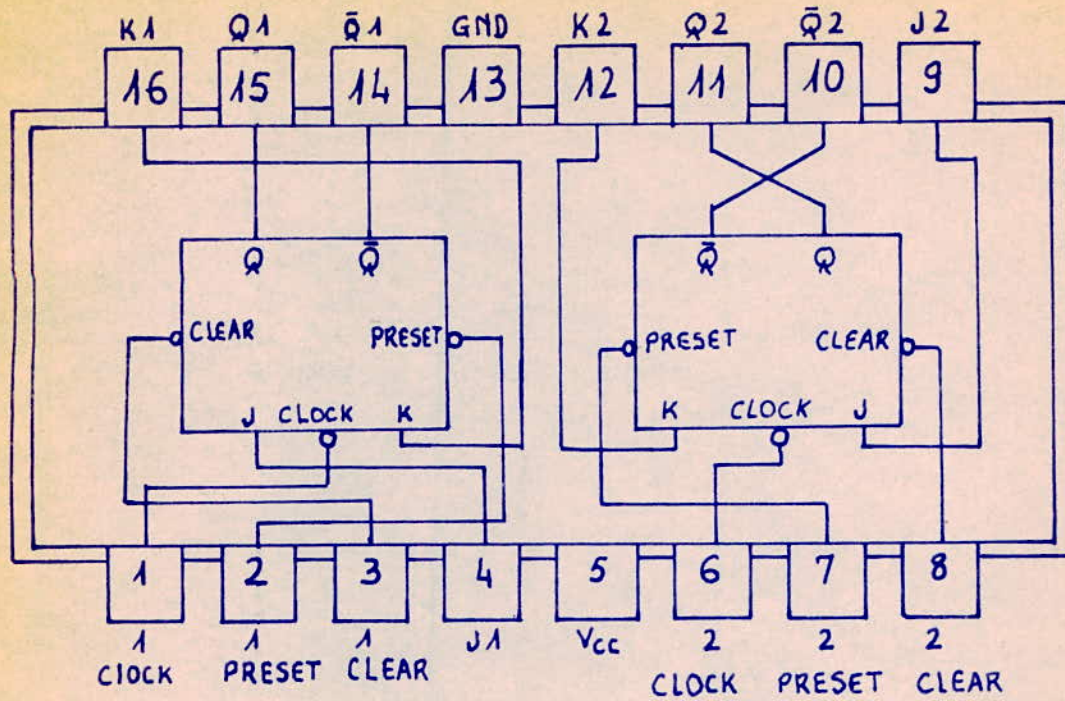 K1 Q1 Q̄1 GND K2 Q2 Q̄2 J2
16 15 14 13 12 11 10 9
Q Q̄ Q̄ Q
CLEAR PRESET PRESET CLEAR
J CLOCK K K CLOCK J
1 2 3 4 5 6 7 8
1 1 1 J1 Vcc 2 2 2
ClOCK PRESET CLEAR CLOCK PRESET CLEAR